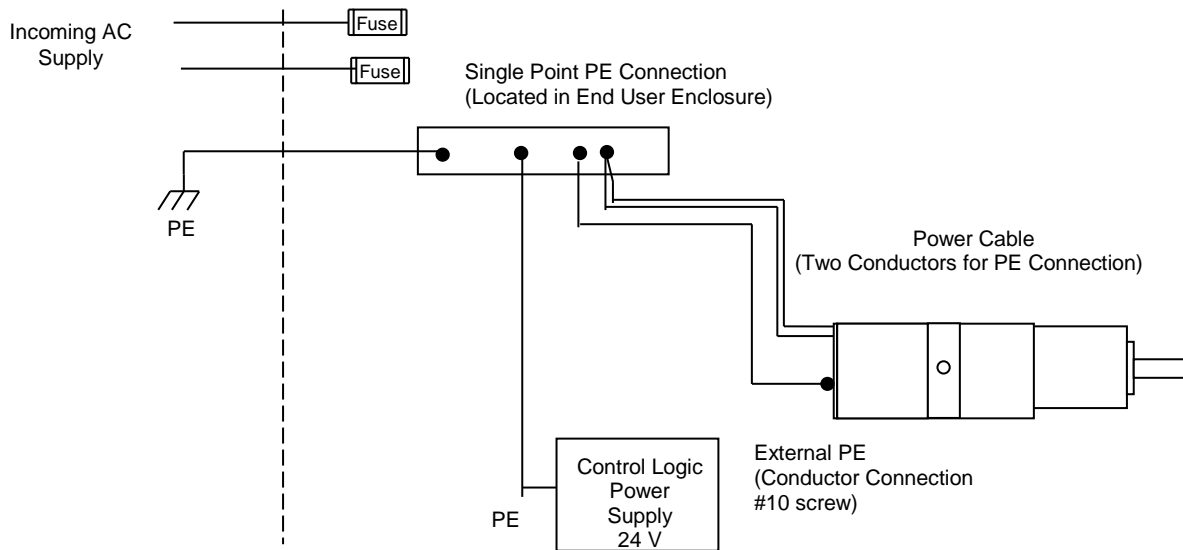 Incoming AC
Supply
Fuse
Fuse
Single Point PE Connection
(Located in End User Enclosure)
PE
Power Cable
(Two Conductors for PE Connection)
External PE
(Conductor Connection
#10 screw)
Control Logic
Power
Supply
24 V
PE